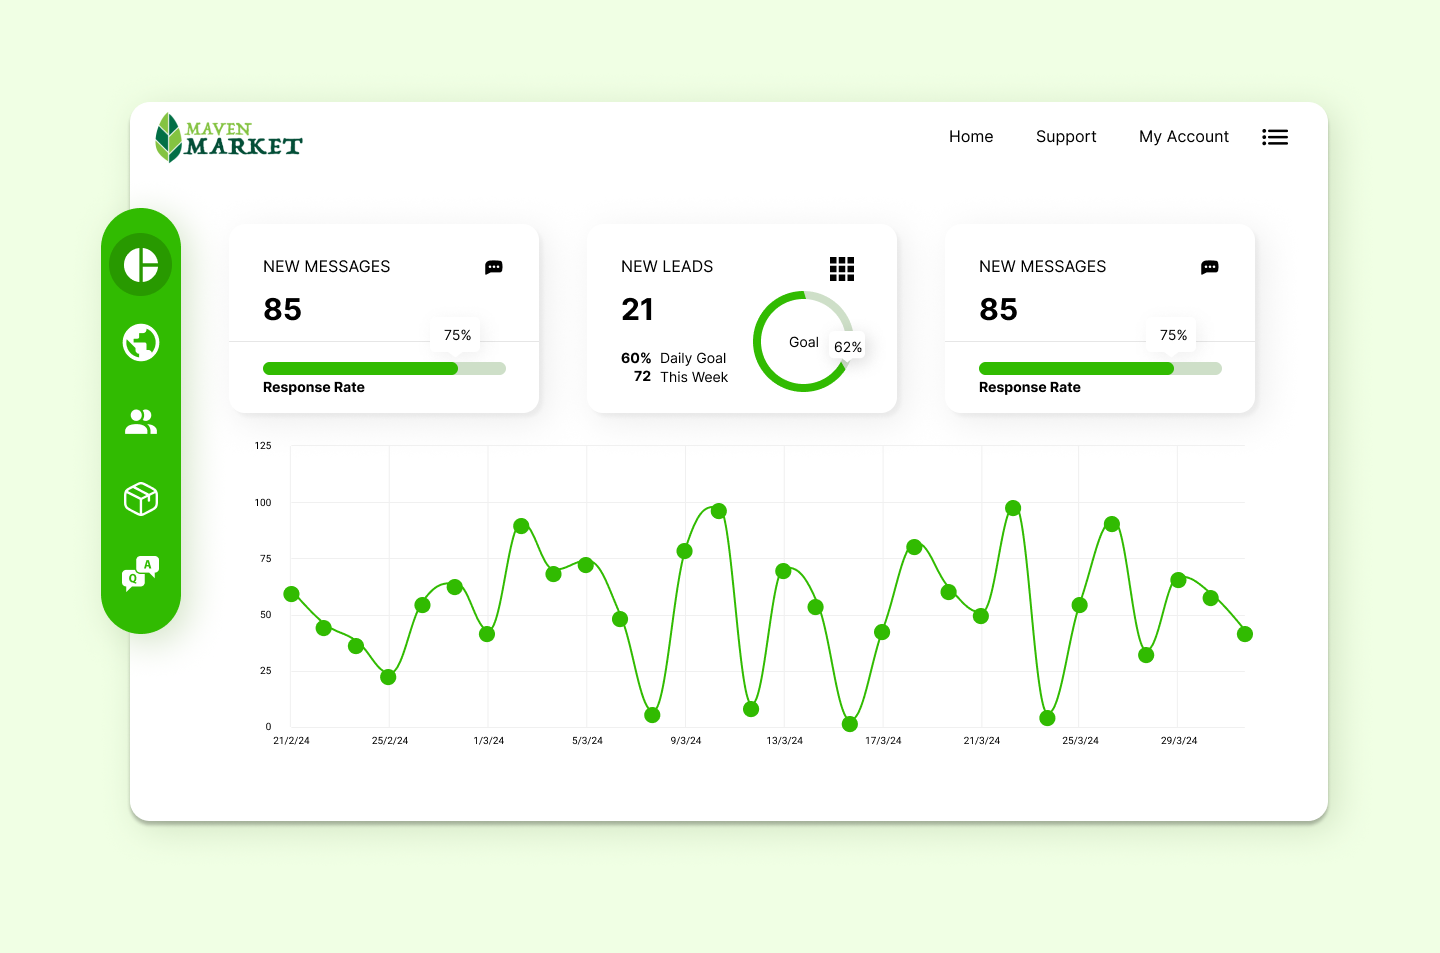 MAVEN
MARKET
Home
Support
My Account
NEW MESSAGES
85
75%
Response Rate
NEW LEADS
21
60% Daily Goal
72 This Week
Goal
62%
NEW MESSAGES
85
75%
Response Rate
A
Q
125
100
75
50
25
0
21/2/24
25/2/24
1/3/24
5/3/24
9/3/24
13/3/24
17/3/24
21/3/24
25/3/24
29/3/24